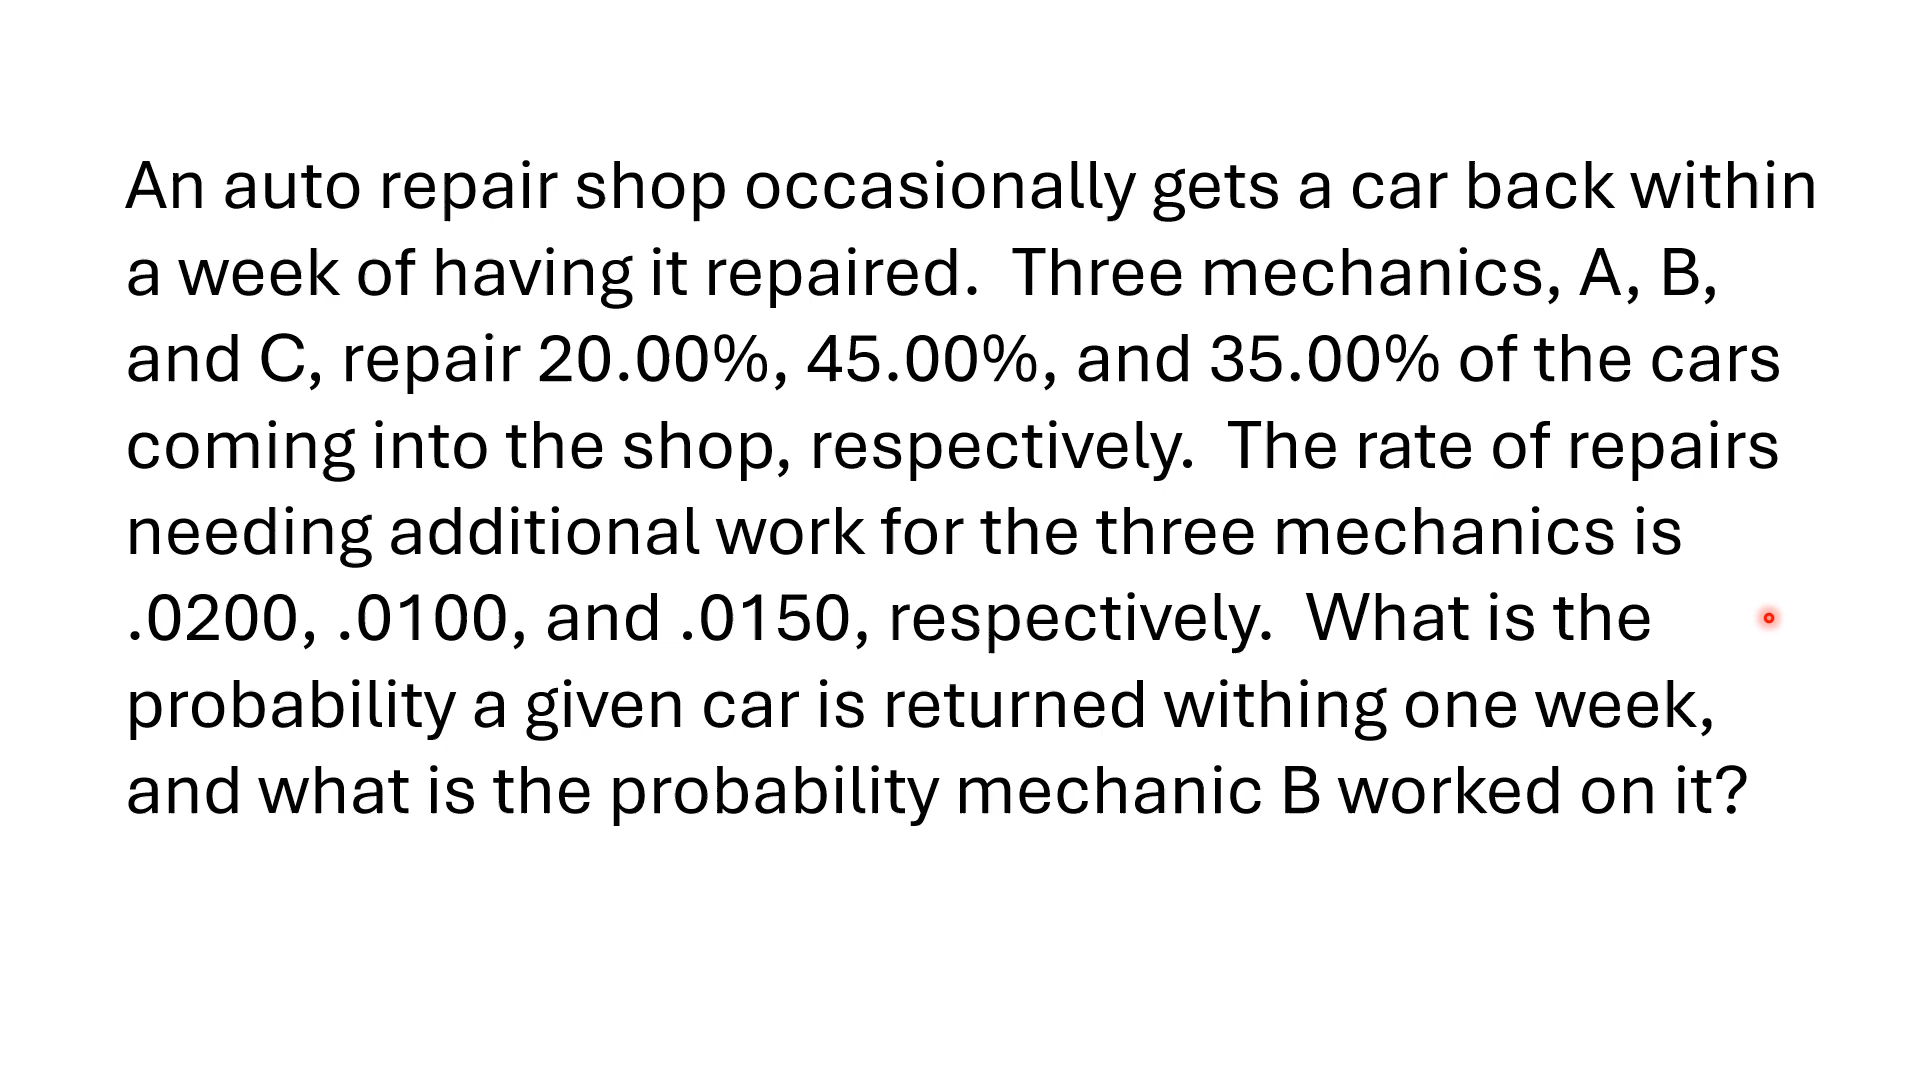 An auto repair shop occasionally gets a car back within
a week of having it repaired.  Three mechanics, A, B,
and C, repair 20.00%, 45.00%, and 35.00% of the cars
coming into the shop, respectively.  The rate of repairs
needing additional work for the three mechanics is
.0200, .0100, and .0150, respectively.  What is the
probability a given car is returned withing one week,
and what is the probability mechanic B worked on it?